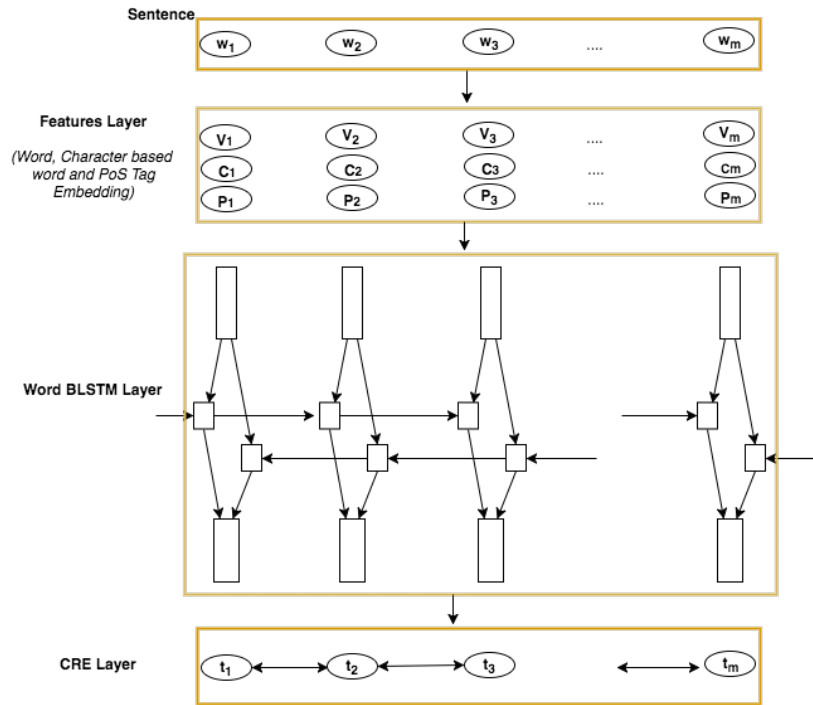 Sentence
w1 w2 w3 .... wm
Features Layer
(Word, Character based
word and PoS Tag
Embedding)
V1 V2 V3 .... Vm
C1 C2 C3 .... Cm
P1 P2 P3 .... Pm
Word BLSTM Layer
CRE Layer
t1 t2 t3 tm